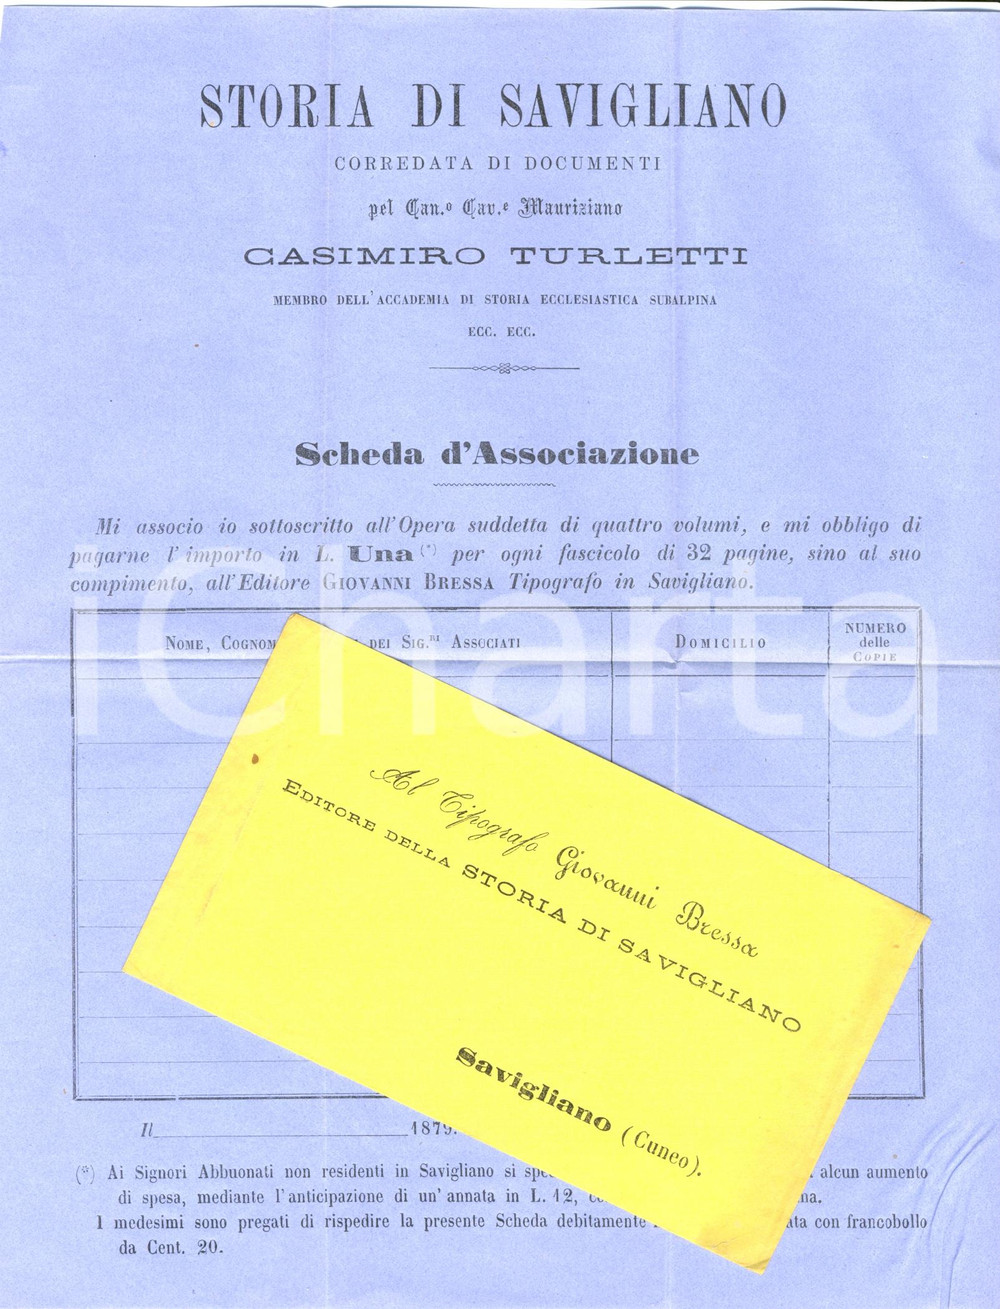 STORIA DI SAVIGLIANO
CORREDATA DI DOCUMENTI
pel Can.º Cav.e Mauriziano
CASIMIRO TURLETTI
MEMBRO DELL'ACCADEMIA DI STORIA ECCLESIASTICA SUBALPINA
ECC. ECC.
Scheda d'Associazione
Mi associo io sottoscritto all'Opera suddetta di quattro volumi, e mi obbligo di
pagarne l'importo in L. Una (*) per ogni fascicolo di 32 pagine, sino al suo
compimento, all'Editore GIOVANNI BRESSA Tipografo in Savigliano.
NOME, COGNOM DEI SIG.RI ASSOCIATI
DOMICILIO
NUMERO
delle
COPIE
Al Tipografo Giovanni Bressa
EDITORE DELLA STORIA DI SAVIGLIANO
Savigliano (Cuneo).
Il 1879.
(*) Ai Signori Abbuonati non residenti in Savigliano si spe alcun aumento
di spesa, mediante l'anticipazione di un'annata in L. 12, na.
I medesimi sono pregati di rispedire la presente Scheda debitamente ata con francobollo
da Cent. 20.
iCharta